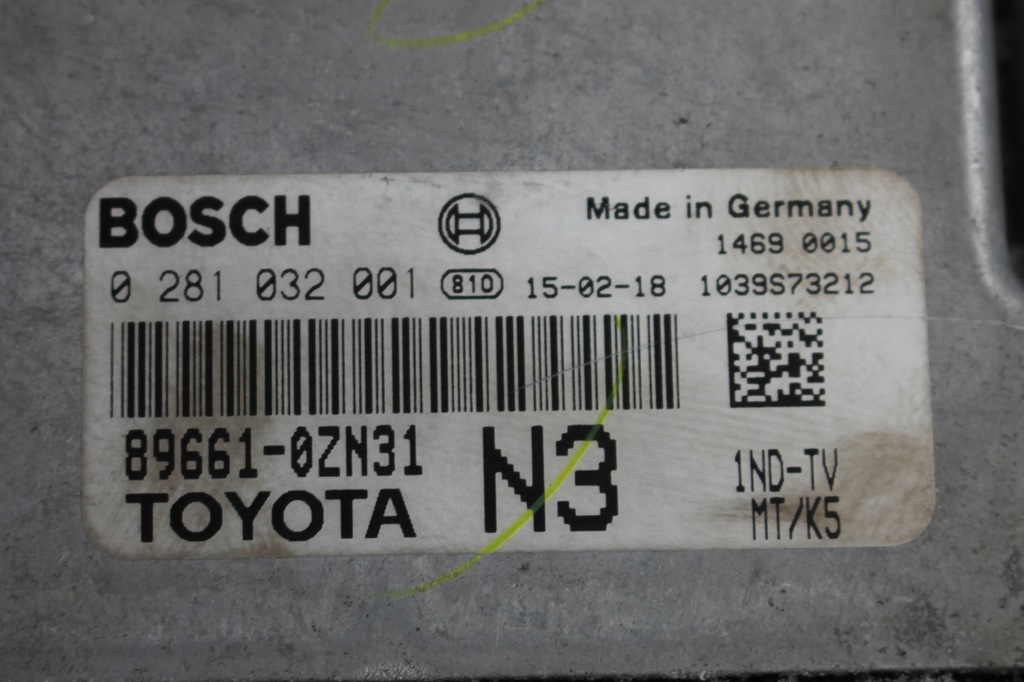 BOSCH Made in Germany
1469 0015
0 281 032 001 810 15-02-18 1039S73212
89661-0ZN31 N3 1ND-TV
TOYOTA MT/K5